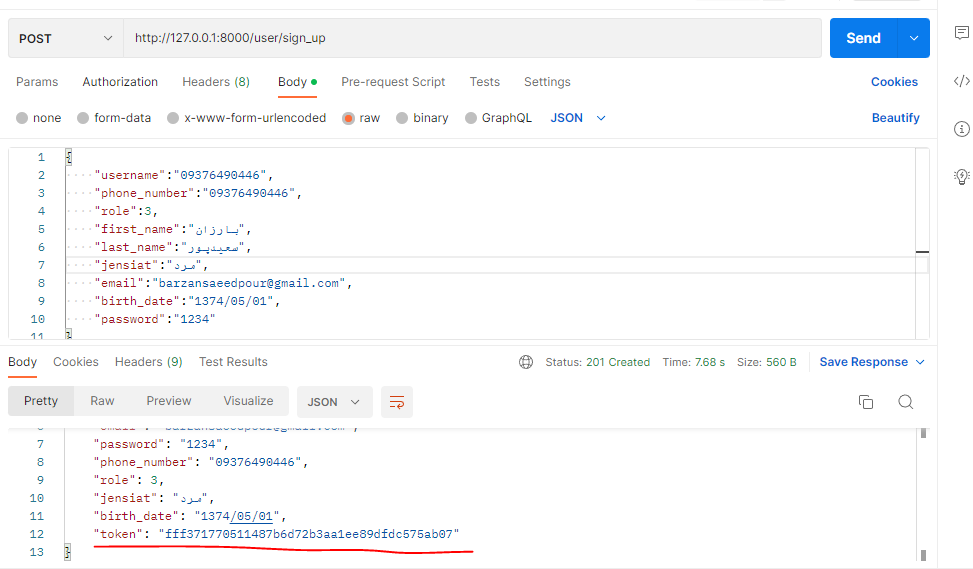 POST http://127.0.0.1:8000/user/sign_up Send
Params Authorization Headers (8) Body Pre-request Script Tests Settings Cookies
none form-data x-www-form-urlencoded raw binary GraphQL JSON Beautify
1 {
2 "username":"09376490446",
3 "phone_number":"09376490446",
4 "role":3,
5 "first_name":"بارزان",
6 "last_name":"سعیدپور",
7 "jensiat":"مرد",
8 "email":"barzansaeedpour@gmail.com",
9 "birth_date":"1374/05/01",
10 "password":"1234"
11 }
Body Cookies Headers (9) Test Results Status: 201 Created Time: 7.68 s Size: 560 B Save Response
Pretty Raw Preview Visualize JSON
7 "password": "1234",
8 "phone_number": "09376490446",
9 "role": 3,
10 "jensiat": "مرد",
11 "birth_date": "1374/05/01",
12 "token": "fff371770511487b6d72b3aa1ee89dfdc575ab07"
13 }